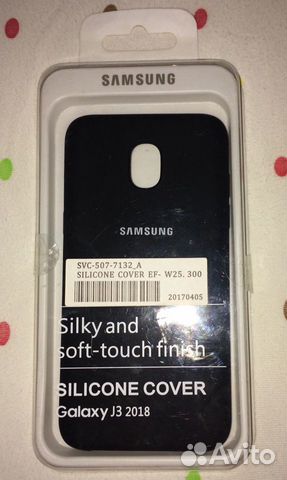 SAMSUNG
SAMSUNG
SVC-507-7132_A
SILICONE COVER EF- W25.300
20170405
Silky and
soft-touch finish
SILICONE COVER
Galaxy J3 2018
Avito